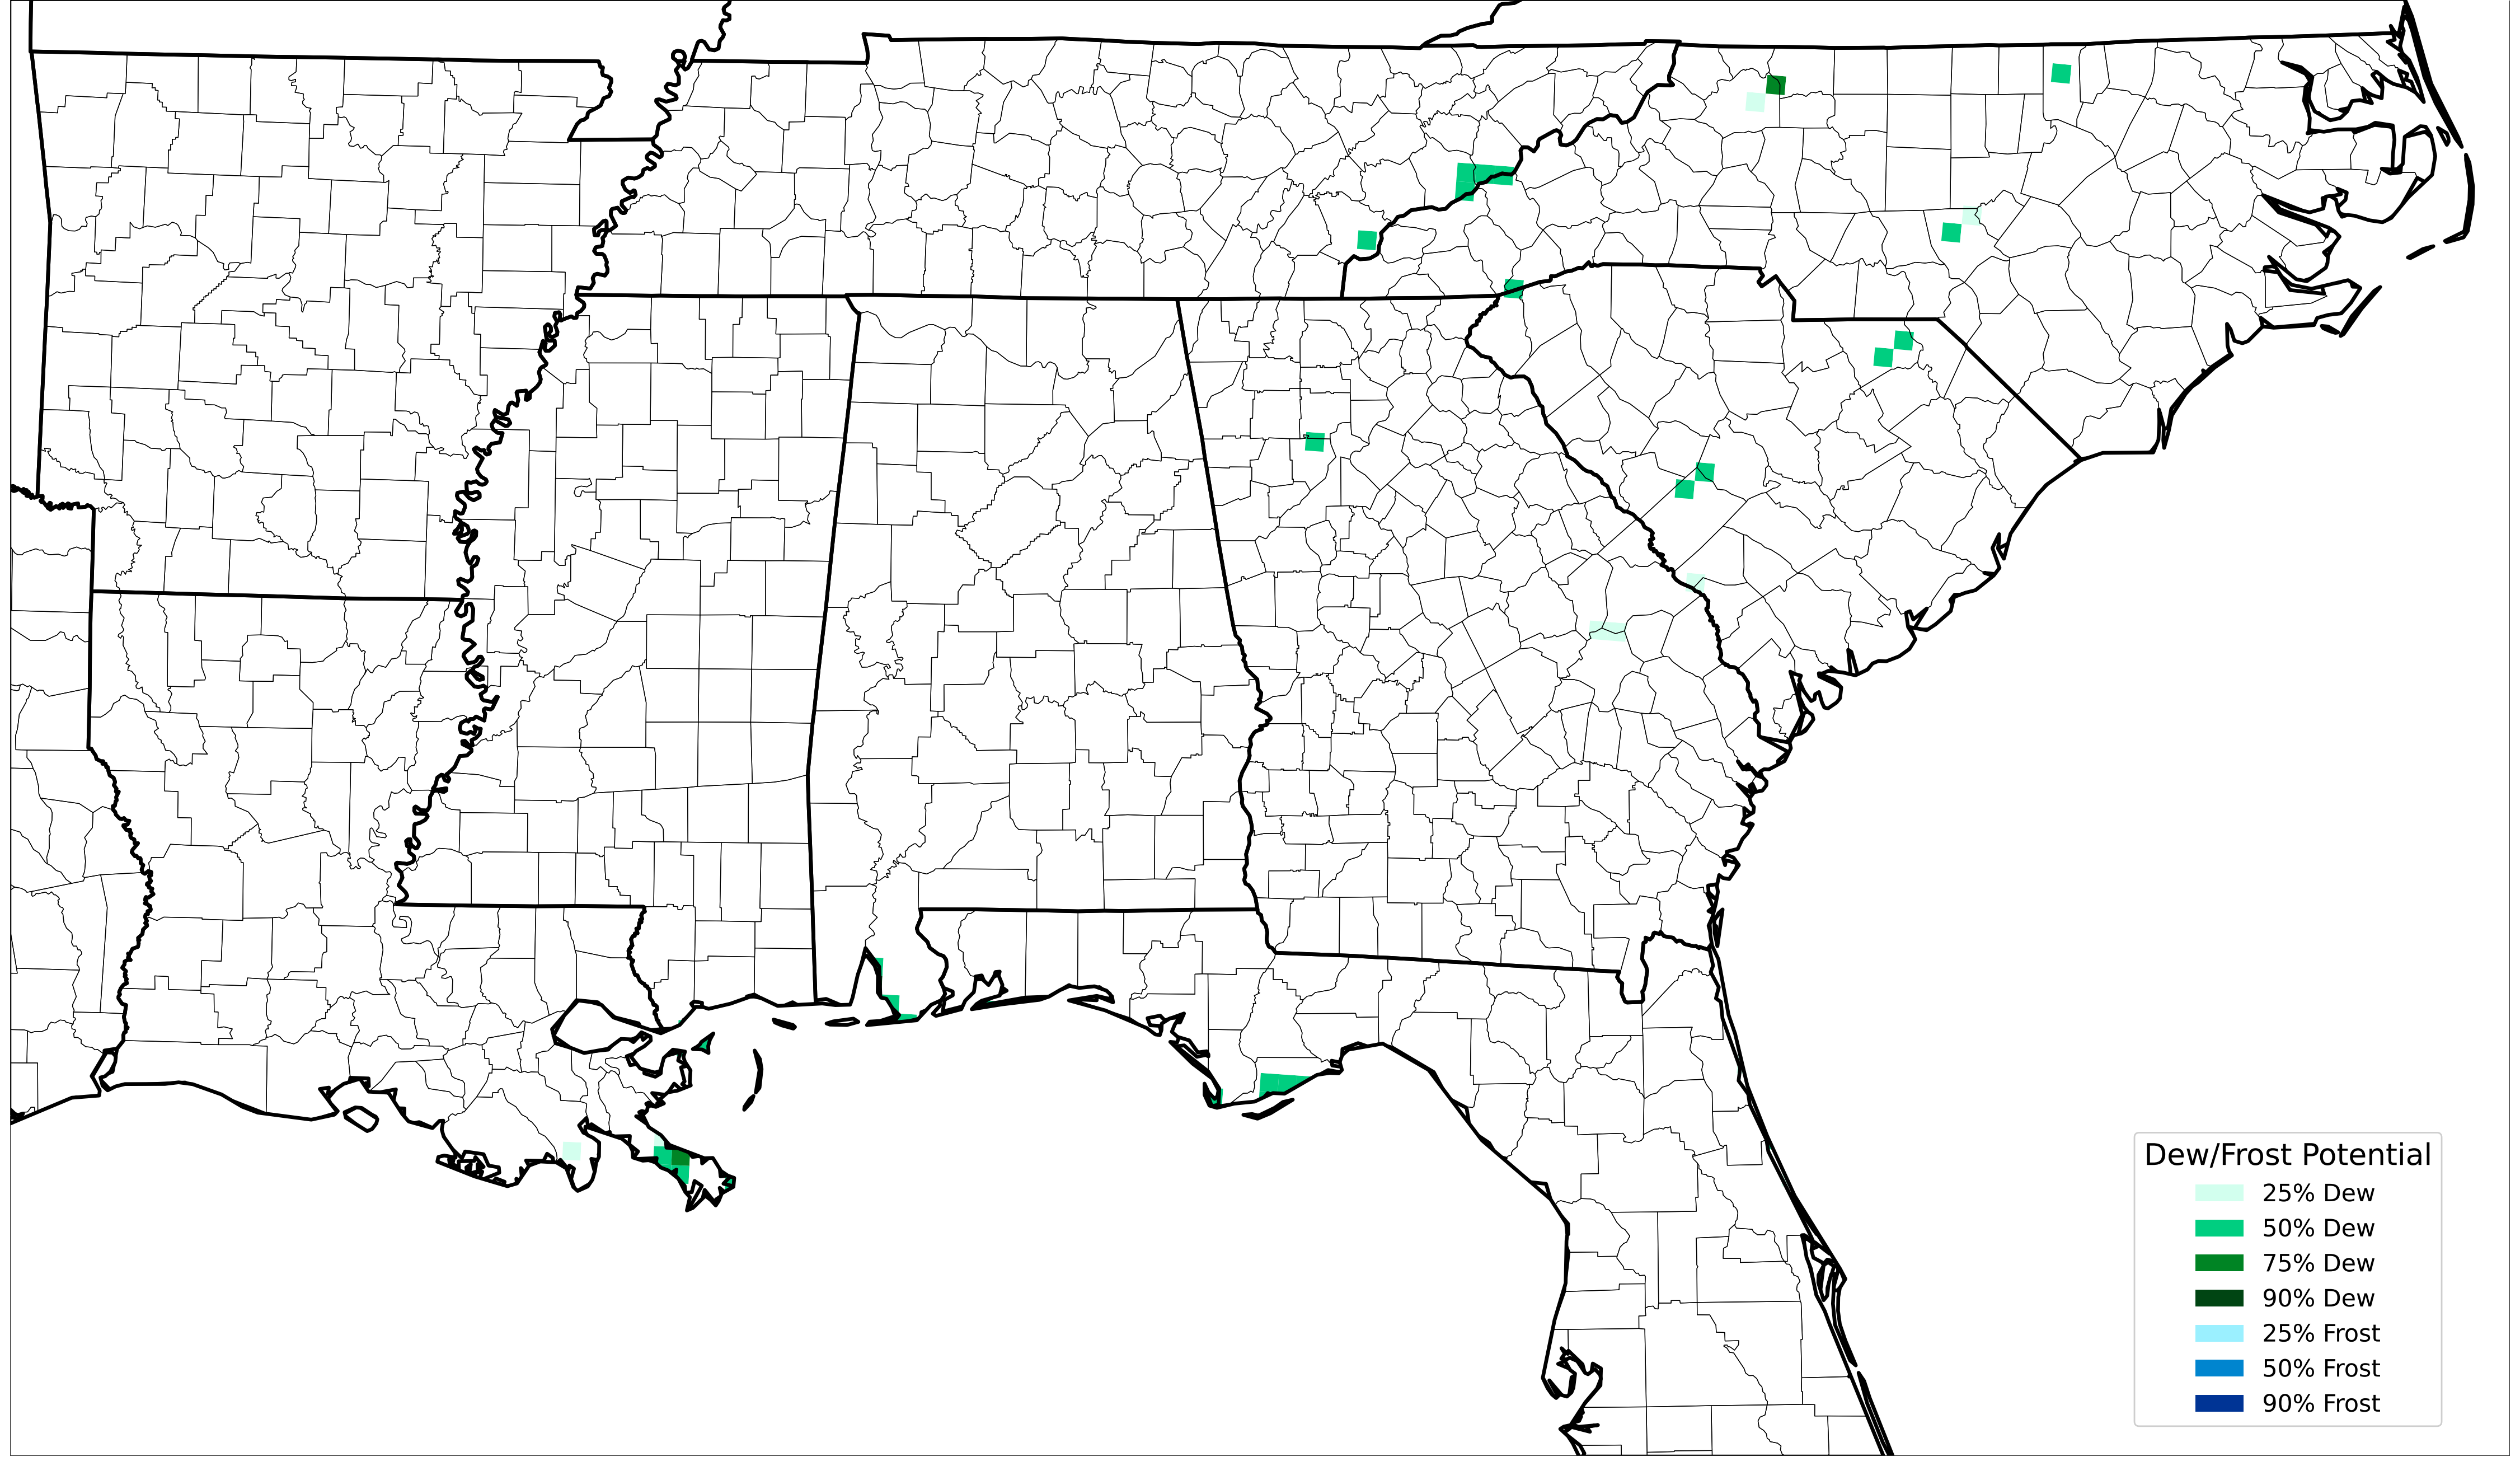 Dew/Frost Potential
25% Dew
50% Dew
75% Dew
90% Dew
25% Frost
50% Frost
90% Frost